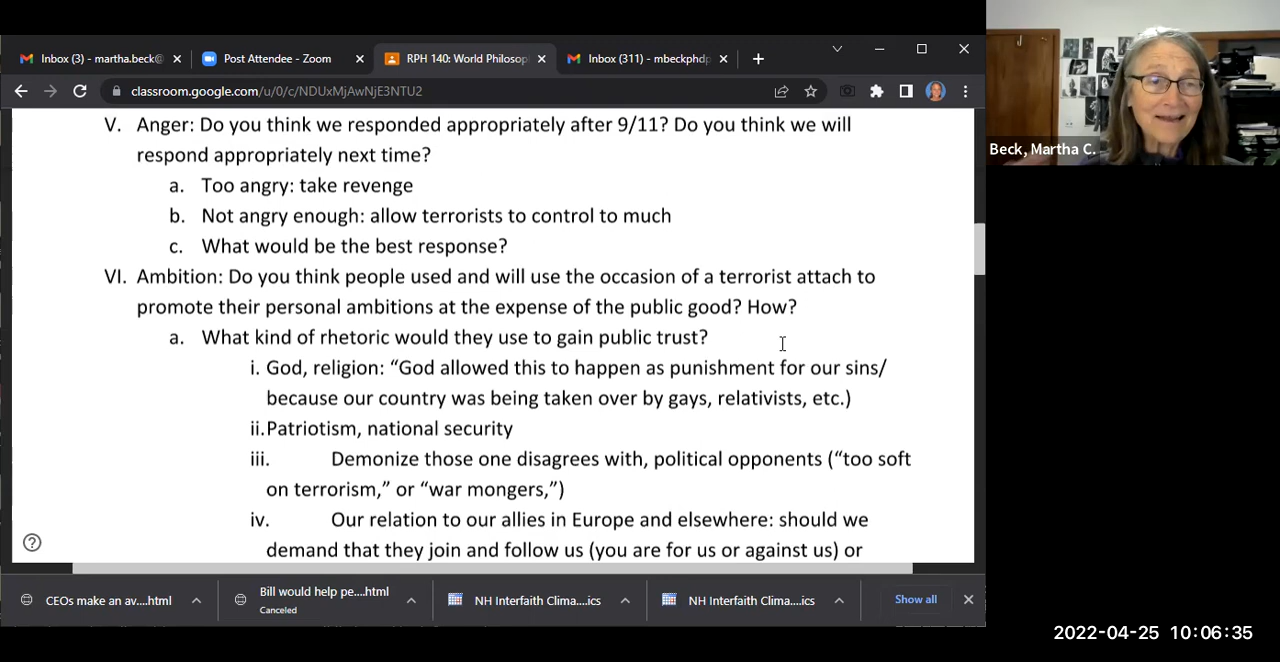 Inbox (3) - martha.beck@
Post Attendee - Zoom
RPH 140: World Philosop
Inbox (311) - mbeckphd
classroom.google.com/u/0/c/NDUxMjAwNjE3NTU2
Beck, Martha C.
V. Anger: Do you think we responded appropriately after 9/11? Do you think we will
respond appropriately next time?
a. Too angry: take revenge
b. Not angry enough: allow terrorists to control to much
c. What would be the best response?
VI. Ambition: Do you think people used and will use the occasion of a terrorist attach to
promote their personal ambitions at the expense of the public good? How?
a. What kind of rhetoric would they use to gain public trust?
i. God, religion: “God allowed this to happen as punishment for our sins/
because our country was being taken over by gays, relativists, etc.)
ii. Patriotism, national security
iii. Demonize those one disagrees with, political opponents (“too soft
on terrorism,” or “war mongers,”)
iv. Our relation to our allies in Europe and elsewhere: should we
demand that they join and follow us (you are for us or against us) or
CEOs make an av....html
Bill would help pe....html
Canceled
NH Interfaith Clima....ics
NH Interfaith Clima....ics
Show all
2022-04-25 10:06:35